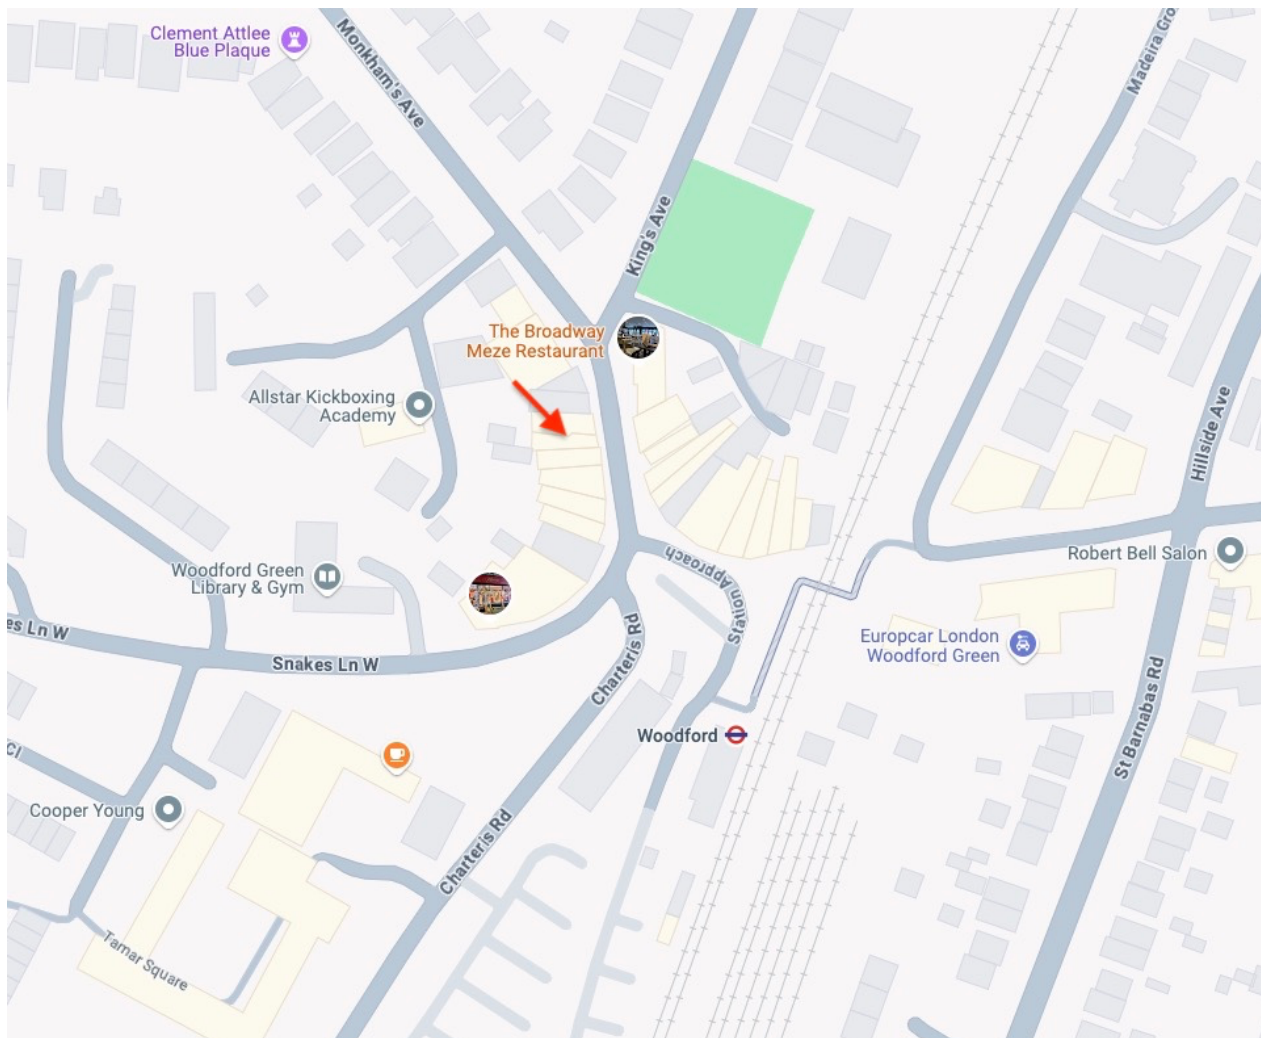 Clement Attlee
Blue Plaque
Monkham's Ave
Madeira Gro
King's Ave
The Broadway
Meze Restaurant
Allstar Kickboxing
Academy
Hillside Ave
Station Approach
Robert Bell Salon
Woodford Green
Library & Gym
es Ln W
Snakes Ln W
Charteris Rd
Europcar London
Woodford Green
St Barnabas Rd
Woodford
Cl
Cooper Young
Charteris Rd
Tamar Square